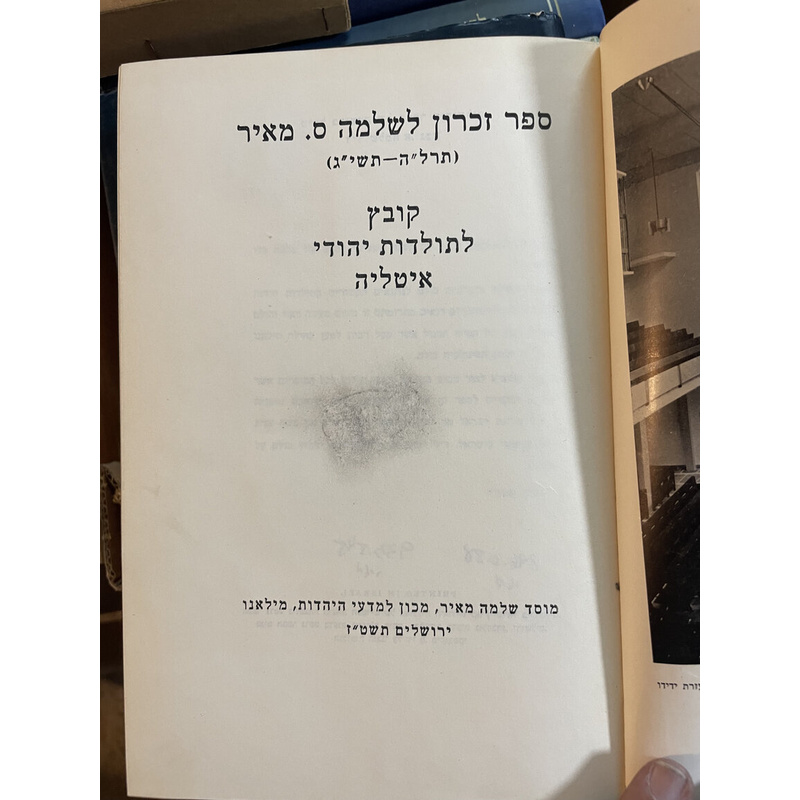 ספר זכרון לשלמה ס. מאיר
(תרל״ה—תשי״ג)
קובץ
לתולדות יהודי
איטליה
מוסד שלמה מאיר, מכון למדעי היהדות, מילאנו
ירושלים תשט״ז
ידידו